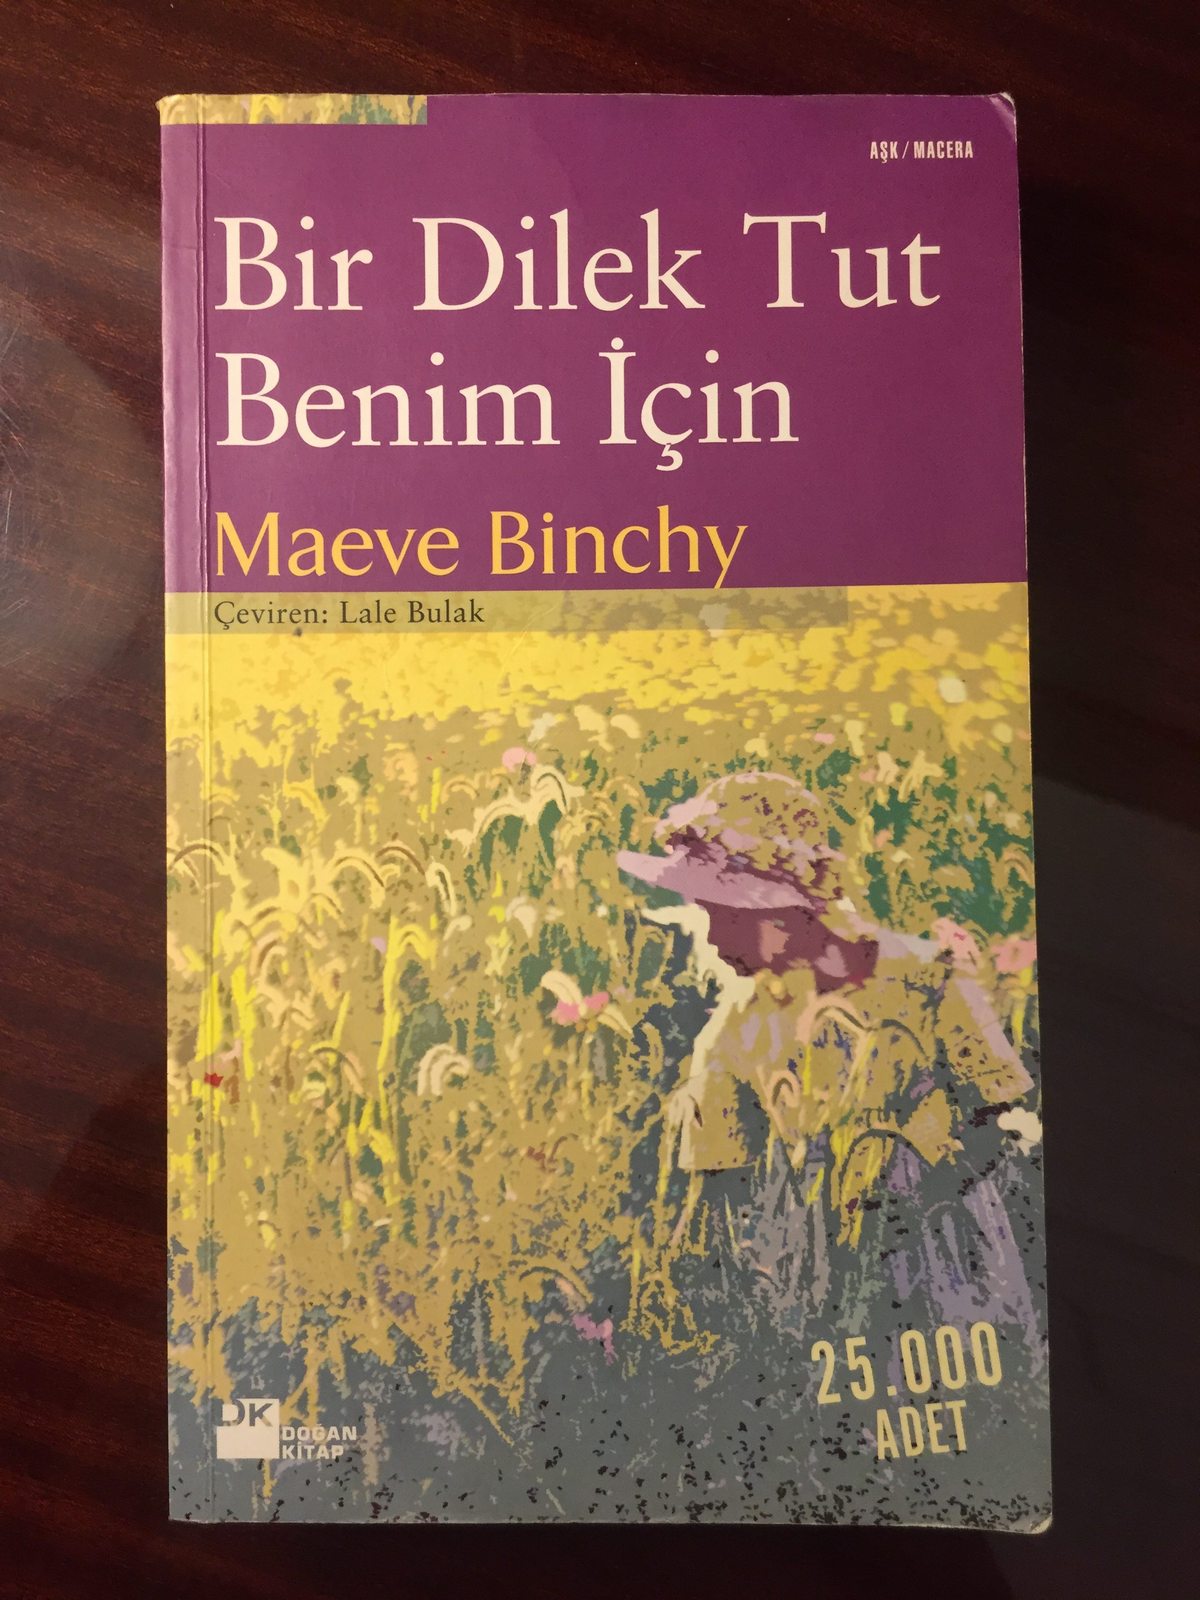 AŞK / MACERA
Bir Dilek Tut
Benim İçin
Maeve Binchy
Çeviren: Lale Bulak
25.000
ADET
DK
DOĞAN
KİTAP